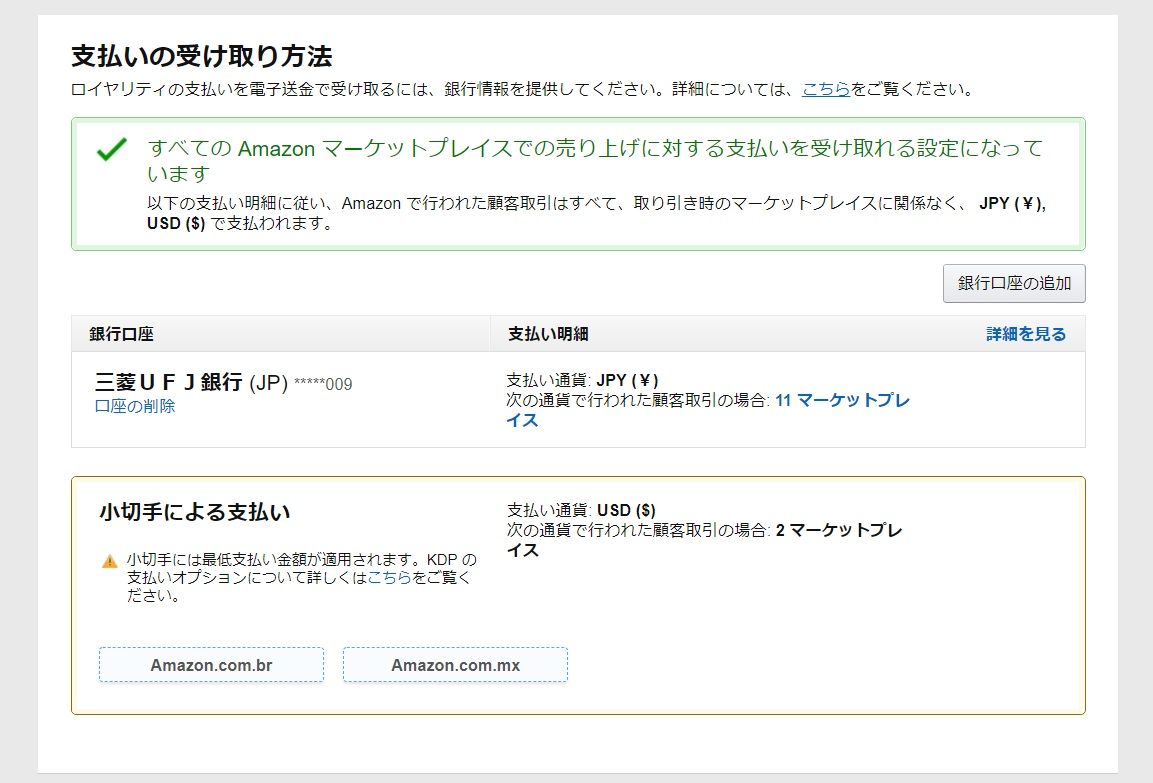 支払いの受け取り方法
ロイヤリティの支払いを電子送金で受け取るには、銀行情報を提供してください。詳細については、こちらをご覧ください。
すべての Amazon マーケットプレイスでの売り上げに対する支払いを受け取れる設定になって
います
以下の支払い明細に従い、Amazon で行われた顧客取引はすべて、取り引き時のマーケットプレイスに関係なく、 JPY (¥),
USD ($) で支払われます。
銀行口座の追加
銀行口座 支払い明細 詳細を見る
三菱ＵＦＪ銀行 (JP) *****009
口座の削除
支払い通貨: JPY (¥)
次の通貨で行われた顧客取引の場合: 11 マーケットプレ
イス
小切手による支払い
小切手には最低支払い金額が適用されます。KDP の
支払いオプションについて詳しくはこちらをご覧く
ださい。
支払い通貨: USD ($)
次の通貨で行われた顧客取引の場合: 2 マーケットプレ
イス
Amazon.com.br Amazon.com.mx